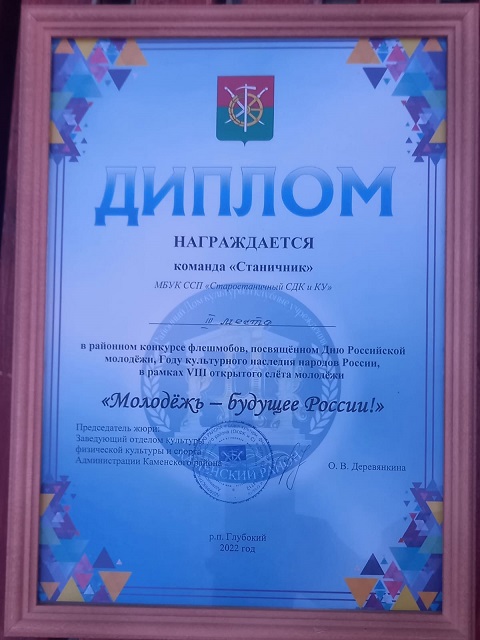 ДИПЛОМ
НАГРАЖДАЕТСЯ
команда «Станичник»
МБУК ССП «Старостаничный СДК и КУ»
III место
в районном конкурсе флешмобов, посвящённом Дню Российской
молодёжи, Году культурного наследия народов России,
в рамках VIII открытого слёта молодёжи
«Молодёжь – будущее России!»
Председатель жюри:
Заведующий отделом культуры,
физической культуры и спорта
Администрации Каменского района
О. В. Деревянкина
р.п. Глубокий
2022 год